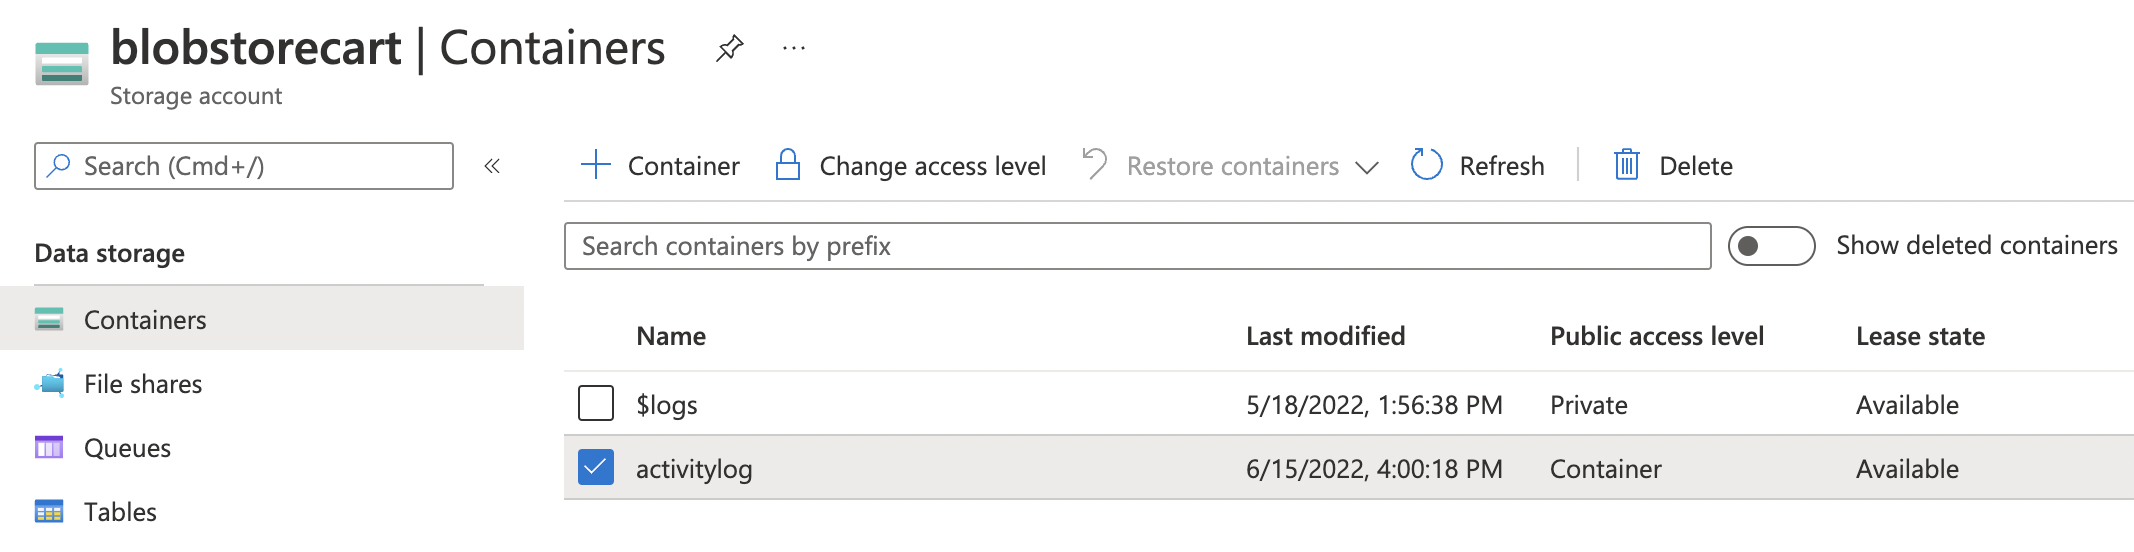 blobstorecart | Containers
Storage account
Search (Cmd+/)
Container Change access level Restore containers Refresh Delete
Data storage
Containers
File shares
Queues
Tables
Search containers by prefix
Show deleted containers
Name Last modified Public access level Lease state
$logs 5/18/2022, 1:56:38 PM Private Available
activitylog 6/15/2022, 4:00:18 PM Container Available